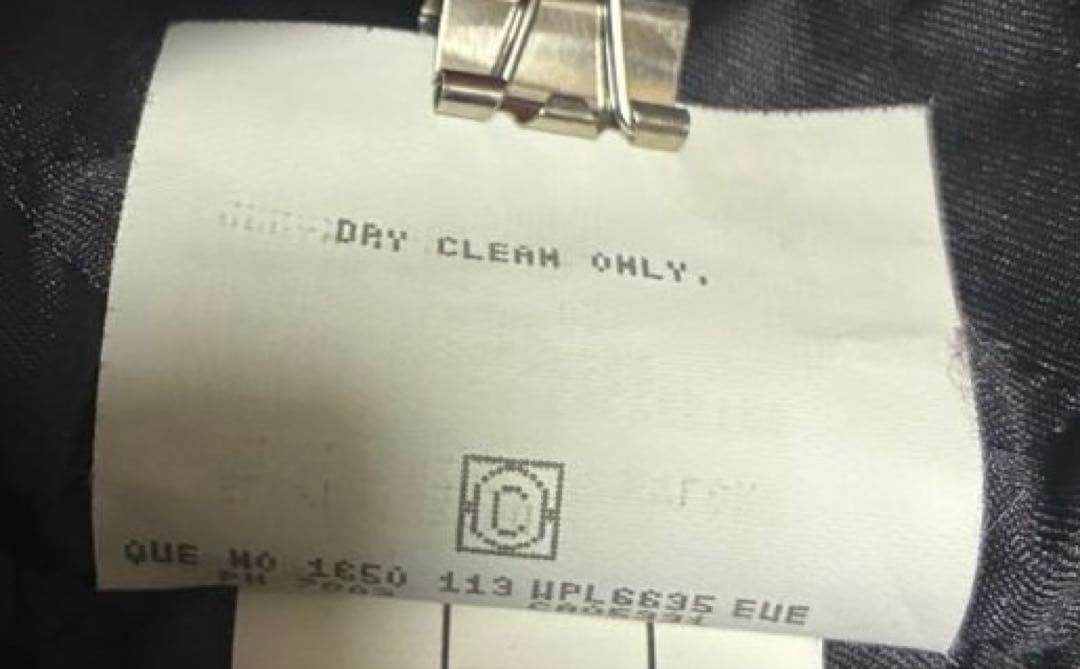 DRY CLEAN ONLY.
C
QUE NO 1650 113 WPL6635 EWE